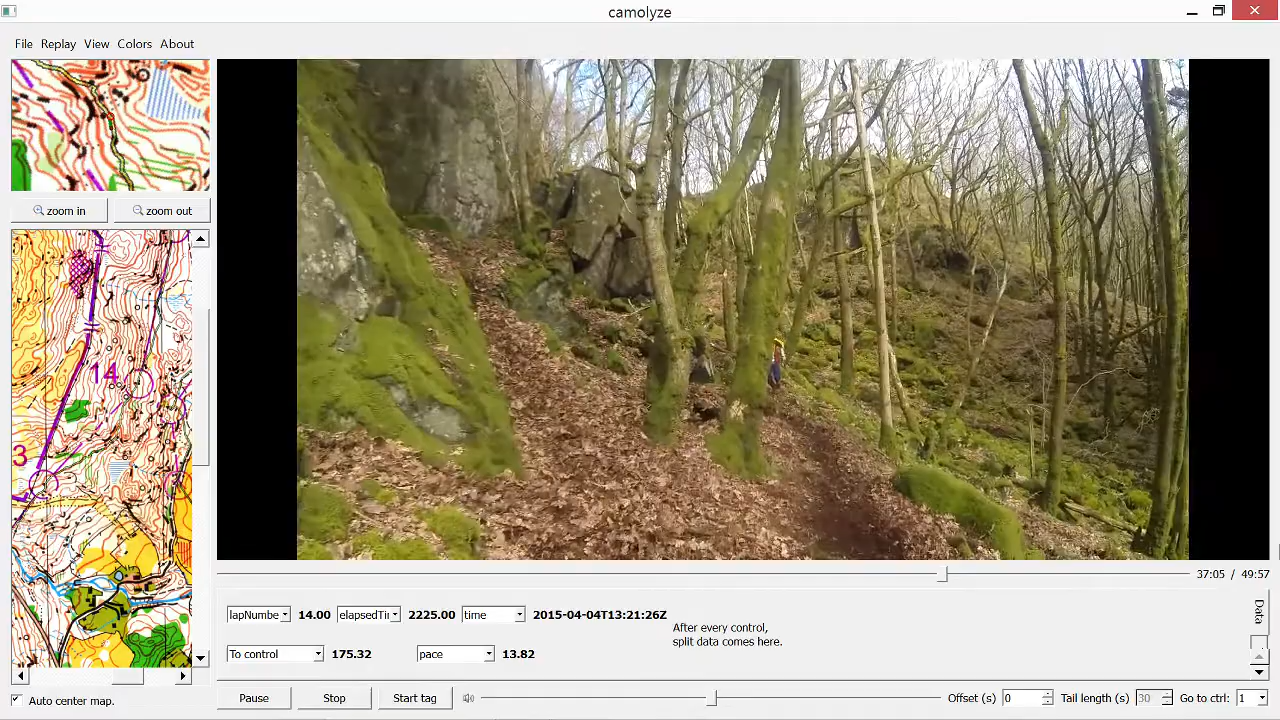 camolyze
File Replay View Colors About
zoom in zoom out
14
3
37:05 / 49:57
lapNumbe 14.00 elapsedTii 2225.00 time 2015-04-04T13:21:26Z
After every control,
split data comes here.
To control 175.32 pace 13.82
Data
Auto center map.
Pause Stop Start tag Offset (s) 0 Tail length (s) 30 Go to ctrl: 1